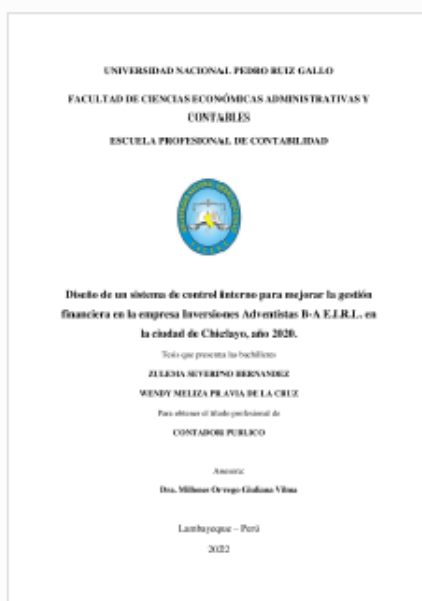 UNIVERSIDAD NACIONAL PEDRO RUIZ GALLO
FACULTAD DE CIENCIAS ECONÓMICAS ADMINISTRATIVAS Y
CONTABLES
ESCUELA PROFESIONAL DE CONTABILIDAD
Diseño de un sistema de control interno para mejorar la gestión
financiera en la empresa Inversiones Adventistas B-A E.I.R.L. en
la ciudad de Chiclayo, año 2020.
Tesis que presenta las bachilleres
ZULEMA SEVERINO HERNANDEZ
WENDY MELIZA PRAVIA DE LA CRUZ
Para obtener el título profesional de
CONTADOR PUBLICO
Asesora:
Dra. Orrego Giuliana Vilma
Lambayeque – Perú
2022